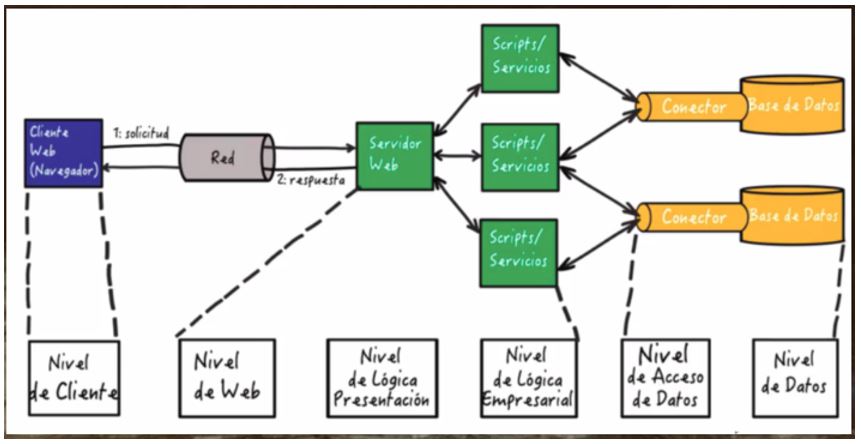 Cliente
Web
(Navegador)
1: solicitud
Red
2: respuesta
Servidor
Web
Scripts/
Servicios
Scripts/
Servicios
Scripts/
Servicios
Conector
Base de Datos
Conector
Base de Datos
Nivel
de Cliente
Nivel
de Web
Nivel
de Lógica
Presentación
Nivel
de Lógica
Empresarial
Nivel
de Acceso
de Datos
Nivel
de Datos